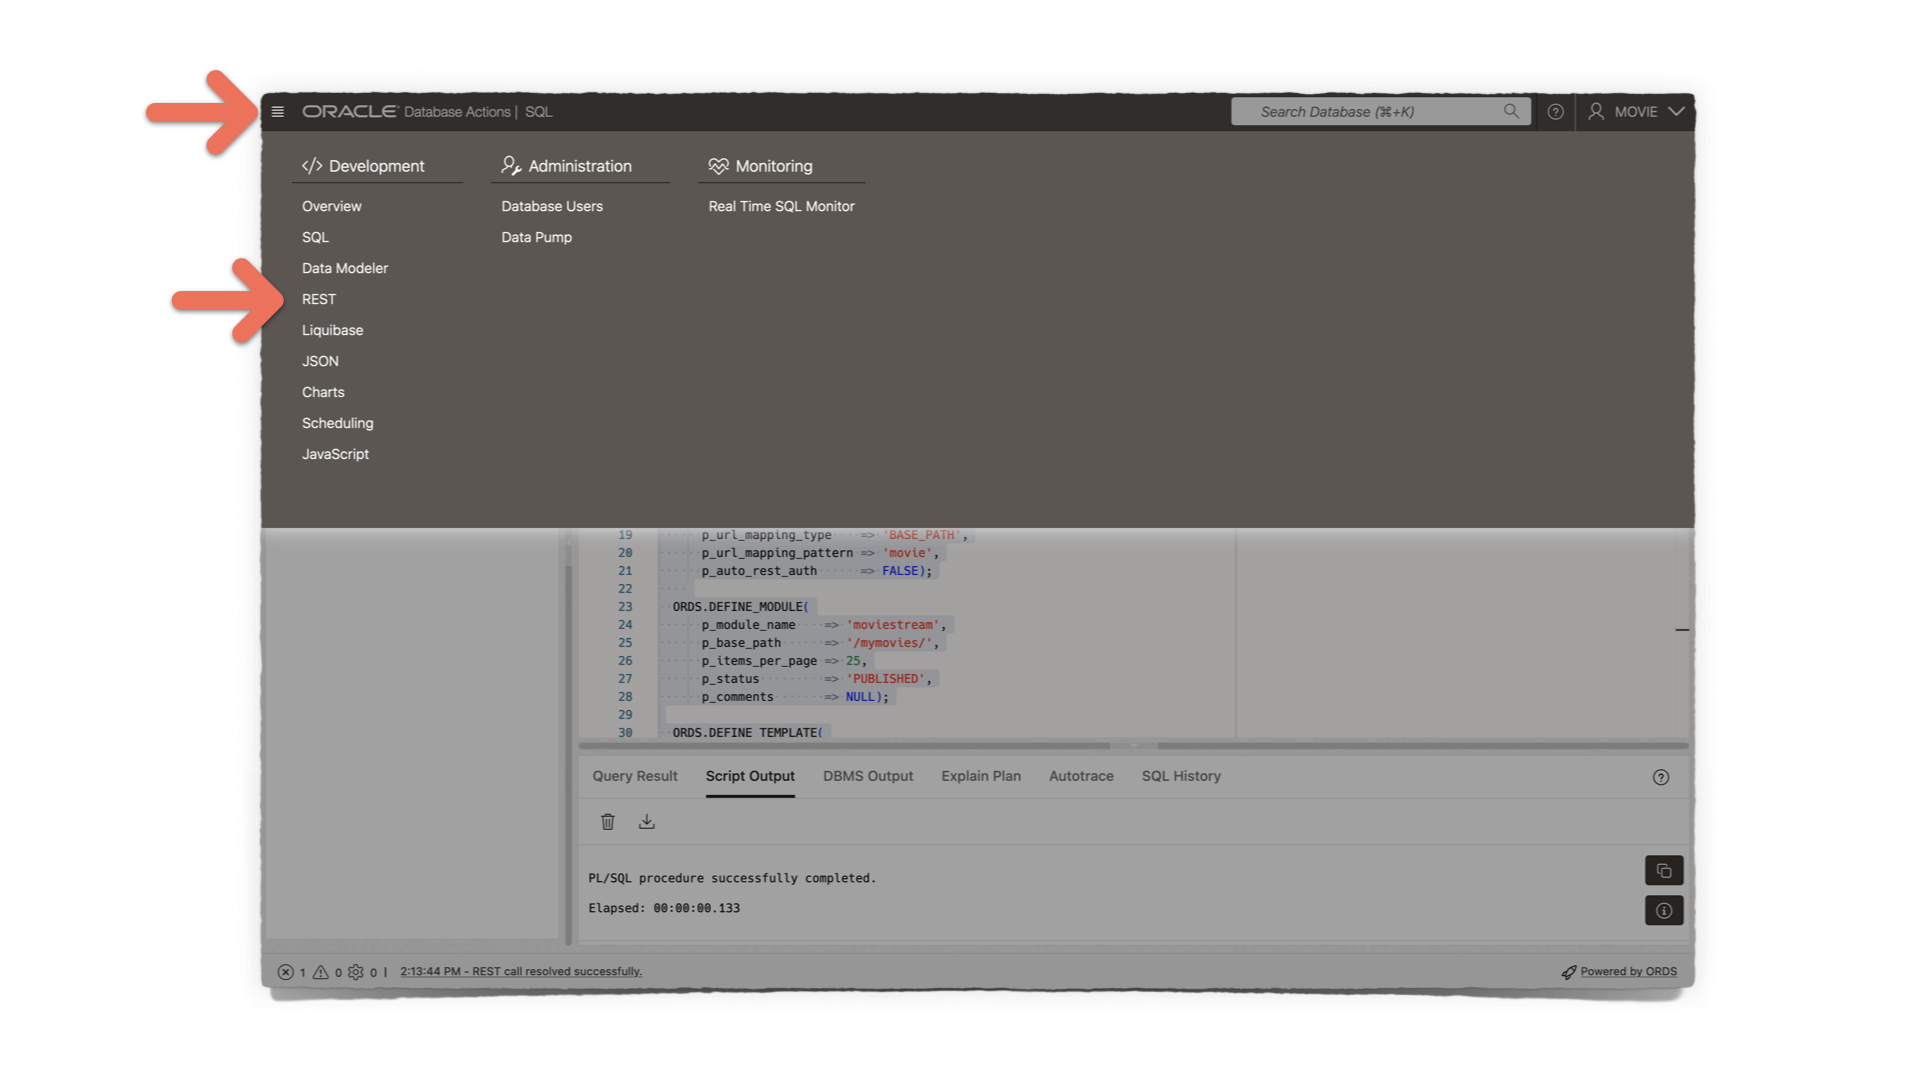 ORACLE Database Actions | SQL
Search Database (⌘+K)
MOVIE
Development
Overview
SQL
Data Modeler
REST
Liquibase
JSON
Charts
Scheduling
JavaScript
Administration
Database Users
Data Pump
Monitoring
Real Time SQL Monitor
19 p_url_mapping_type => 'BASE_PATH',
20 p_url_mapping_pattern => 'movie',
21 p_auto_rest_auth => FALSE);
22
23 ORDS.DEFINE_MODULE(
24 p_module_name => 'moviestream',
25 p_base_path => '/mymovies/',
26 p_items_per_page => 25,
27 p_status => 'PUBLISHED',
28 p_comments => NULL);
29
30 ORDS.DEFINE_TEMPLATE(
Query Result Script Output DBMS Output Explain Plan Autotrace SQL History
PL/SQL procedure successfully completed.
Elapsed: 00:00:00.133
1 0 0 | 2:13:44 PM - REST call resolved successfully.
Powered by ORDS